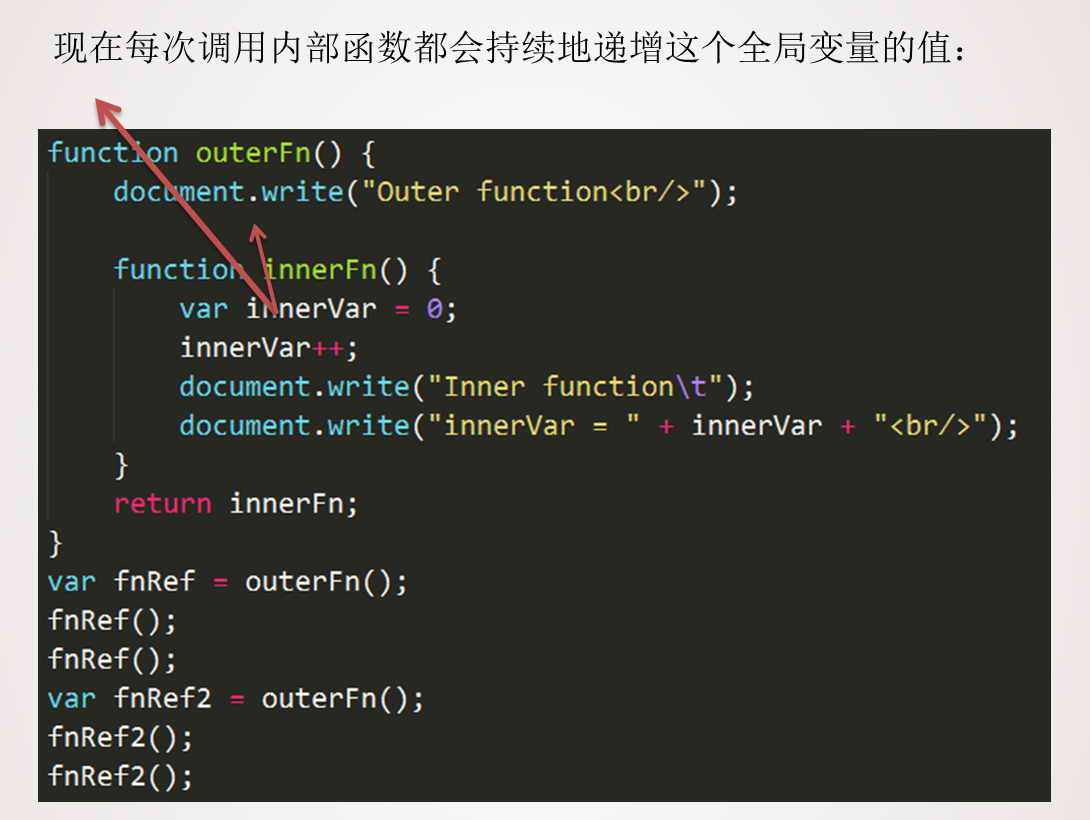 现在每次调用内部函数都会持续地递增这个全局变量的值：
function outerFn() {
    document.write("Outer function<br/>");
    function innerFn() {
        var innerVar = 0;
        innerVar++;
        document.write("Inner function\t");
        document.write("innerVar = " + innerVar + "<br/>");
    }
    return innerFn;
}
var fnRef = outerFn();
fnRef();
fnRef();
var fnRef2 = outerFn();
fnRef2();
fnRef2();